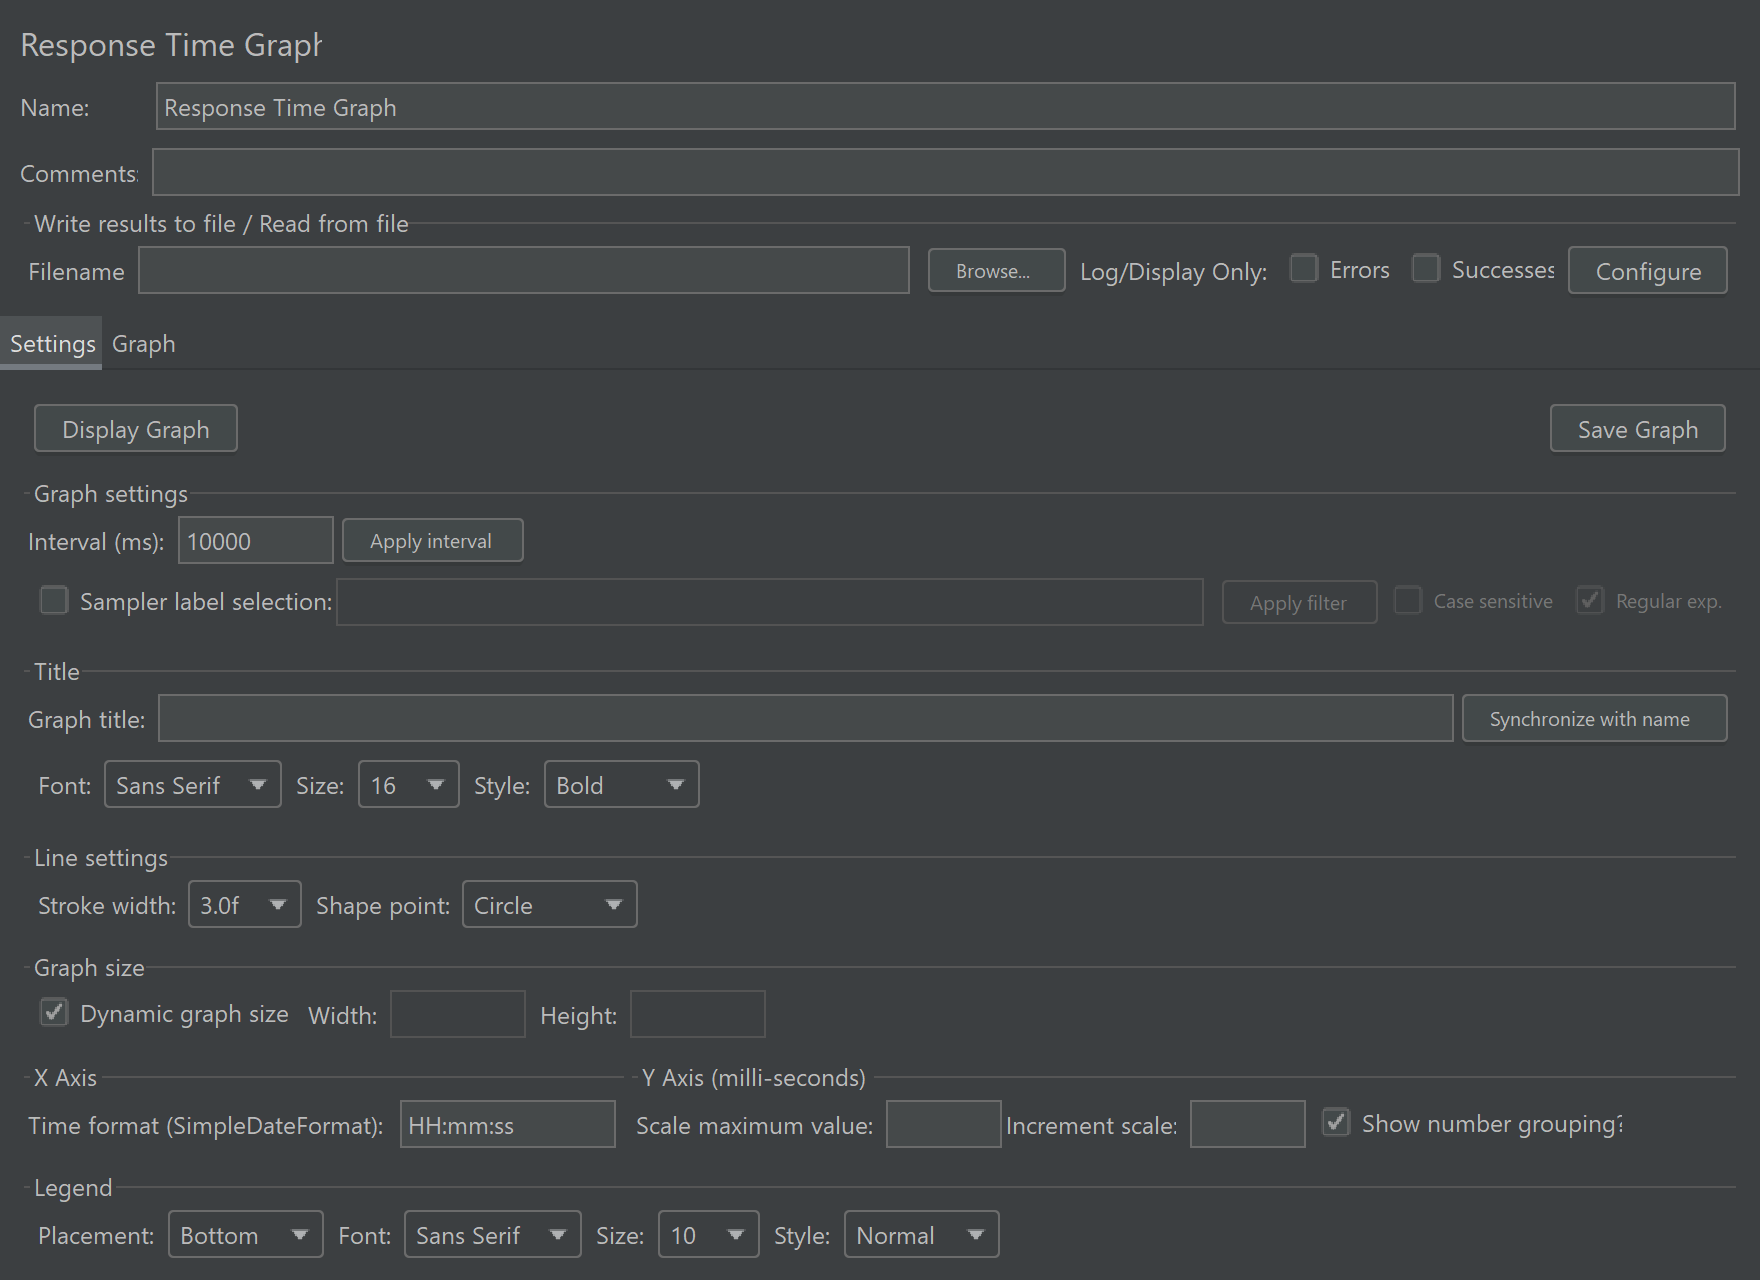 Response Time Graph
Name: Response Time Graph
Comments:
Write results to file / Read from file
Filename Browse... Log/Display Only: Errors Successes Configure
Settings Graph
Display Graph Save Graph
Graph settings
Interval (ms): 10000 Apply interval
Sampler label selection: Apply filter Case sensitive Regular exp.
Title
Graph title: Synchronize with name
Font: Sans Serif Size: 16 Style: Bold
Line settings
Stroke width: 3.0f Shape point: Circle
Graph size
Dynamic graph size Width: Height:
X Axis Y Axis (milli-seconds)
Time format (SimpleDateFormat): HH:mm:ss Scale maximum value: Increment scale: Show number grouping?
Legend
Placement: Bottom Font: Sans Serif Size: 10 Style: Normal